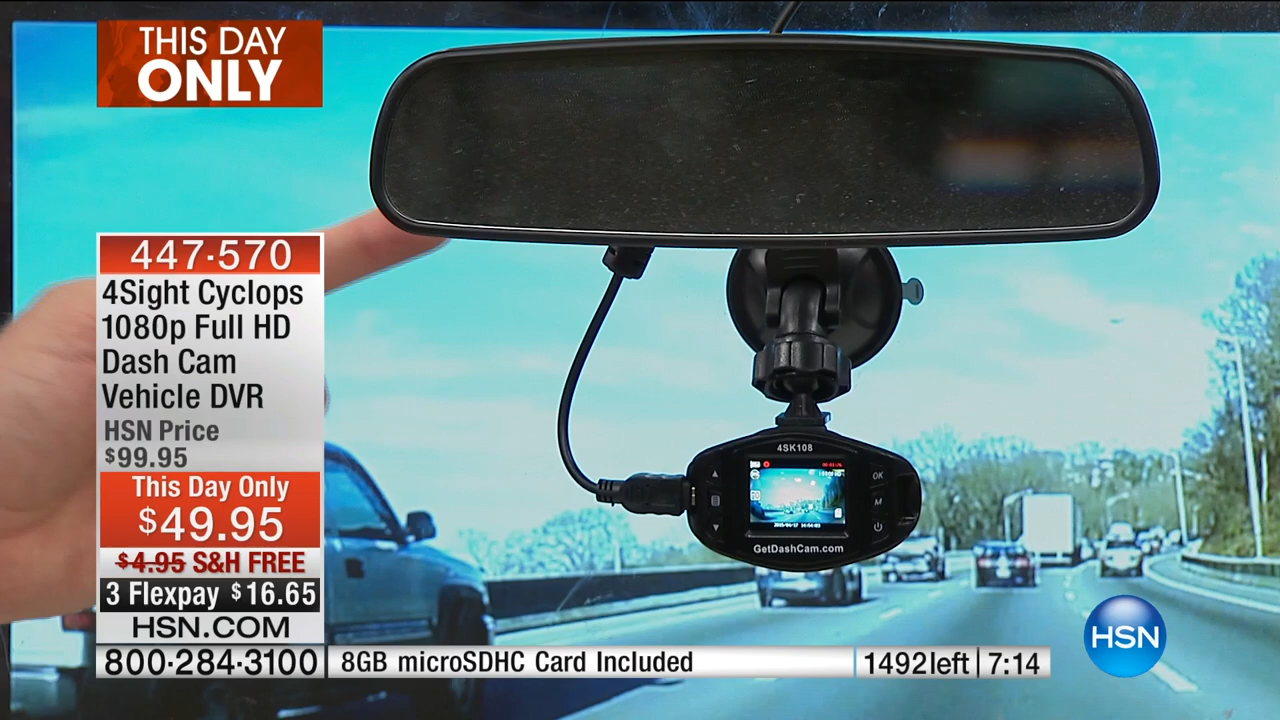 THIS DAY
ONLY
447·570
4Sight Cyclops
1080p Full HD
Dash Cam
Vehicle DVR
HSN Price
$99.95
This Day Only
$49.95
$4.95 S&H FREE
3 Flexpay $16.65
HSN.COM
800·284·3100
8GB microSDHC Card Included
1492left
7:14
HSN
4SK108
OK
M
GetDashCam.com